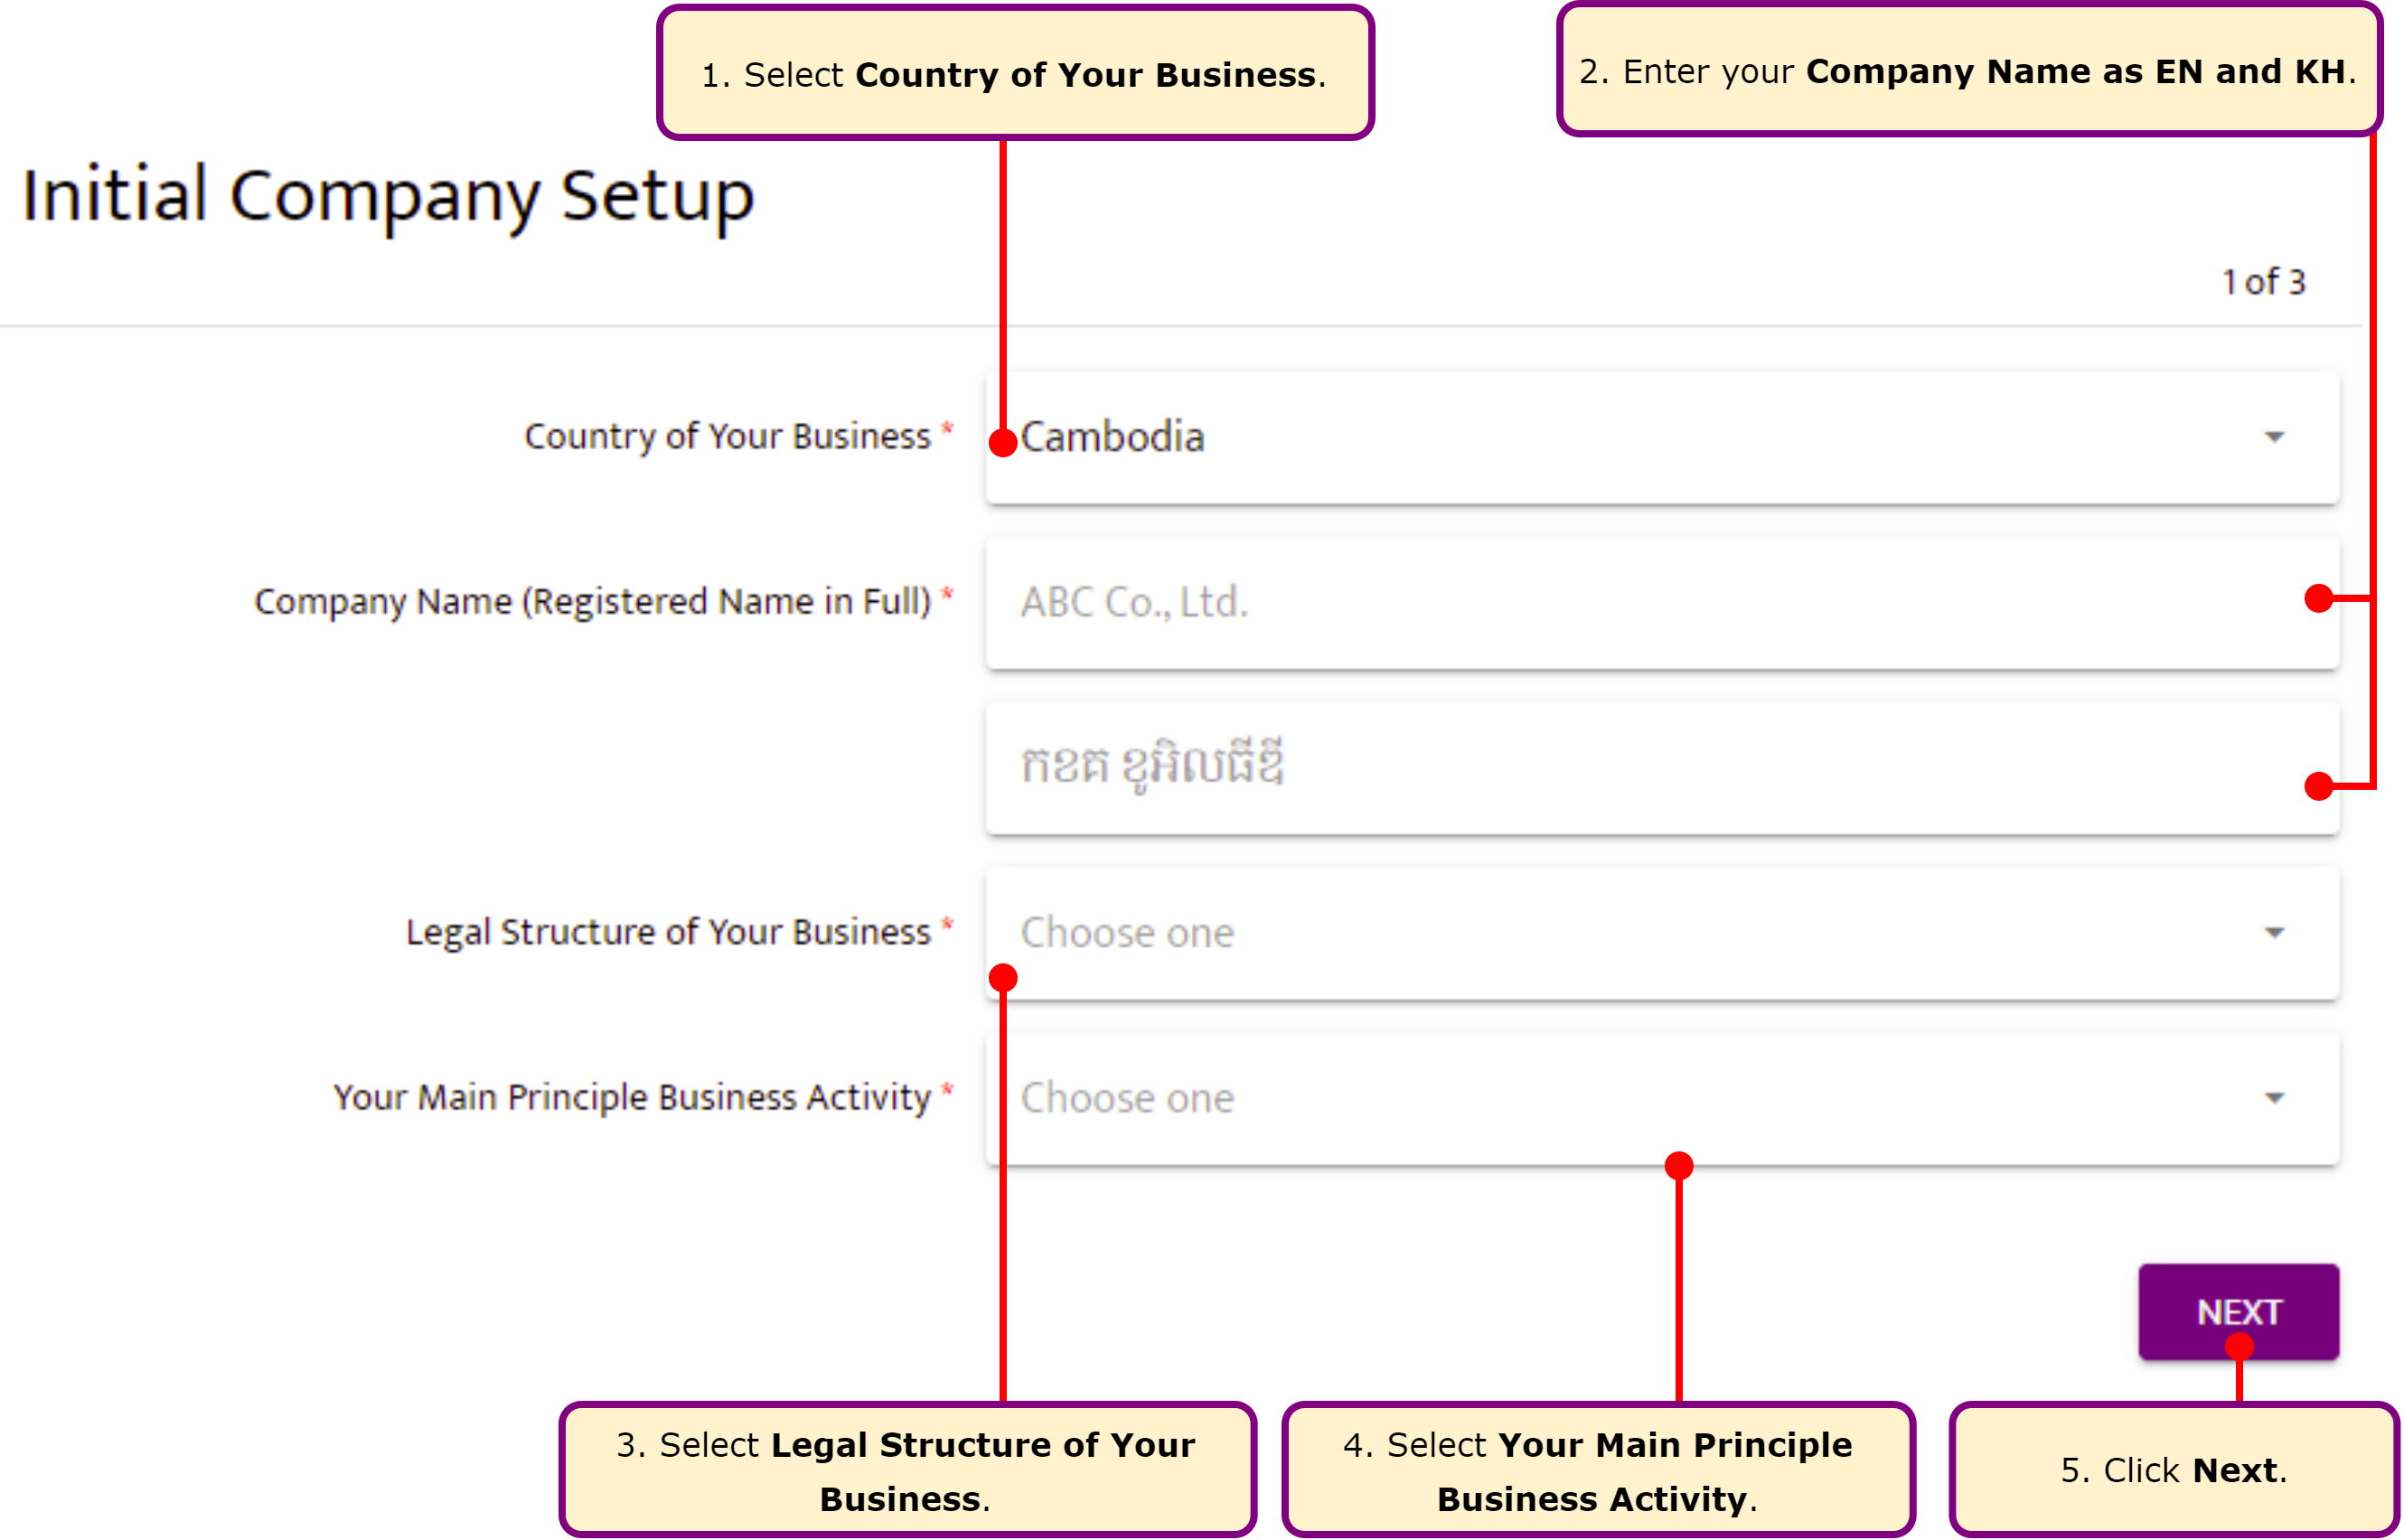 1. Select Country of Your Business.
2. Enter your Company Name as EN and KH.
Initial Company Setup
1 of 3
Country of Your Business *
Cambodia
Company Name (Registered Name in Full) *
ABC Co., Ltd.
កខគ ខូអិលធីឌី
Legal Structure of Your Business *
Choose one
Your Main Principle Business Activity *
Choose one
NEXT
3. Select Legal Structure of Your
Business.
4. Select Your Main Principle
Business Activity.
5. Click Next.